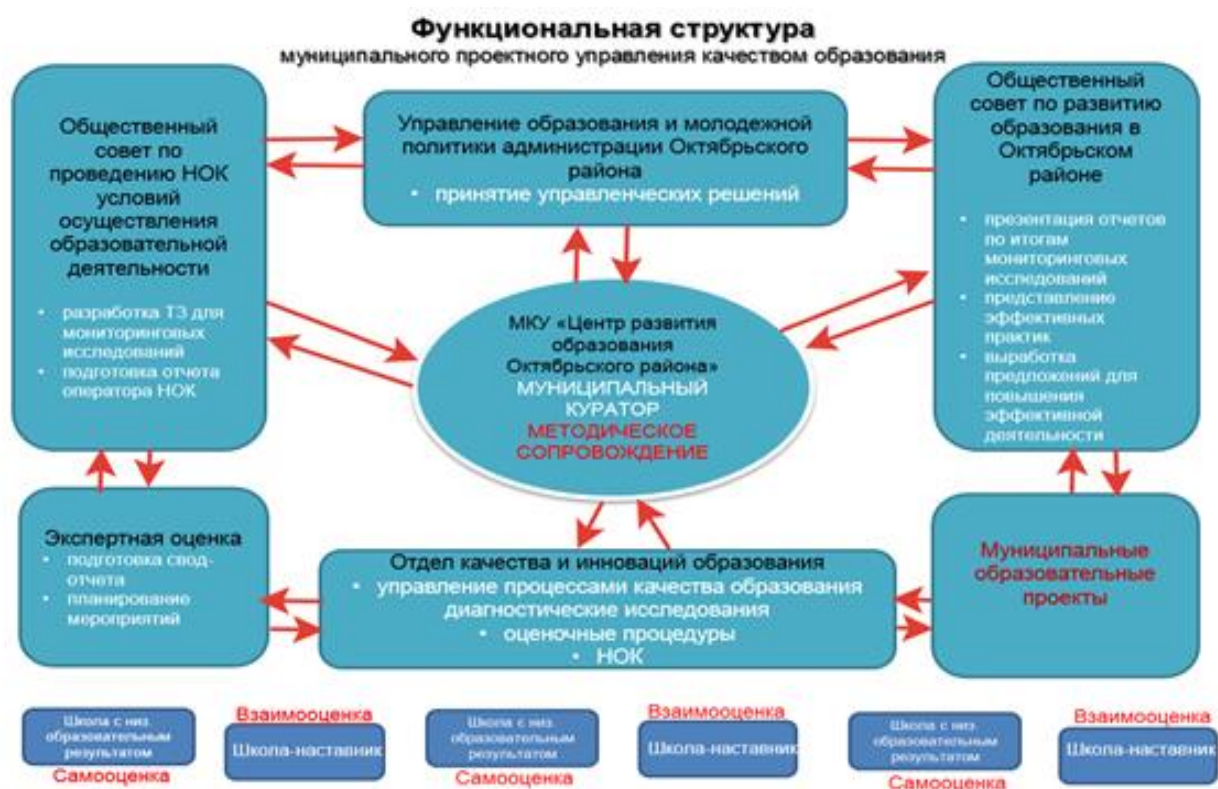 Функциональная структура
муниципального проектного управления качеством образования
Общественный
совет по
проведению НОК
условий
осуществления
образовательной
деятельности
• разработка ТЗ для
мониторинговых
исследований
• подготовка отчета
оператора НОК
Управление образования и молодежной
политики администрации Октябрьского
района
• принятие управленческих решений
Общественный
совет по развитию
образования в
Октябрьском
районе
• презентация отчетов
по итогам
мониторинговых
исследований
• представление
эффективных
практик
• выработка
предложений для
повышения
эффективной
деятельности
МКУ «Центр развития
образования
Октябрьского района»
МУНИЦИПАЛЬНЫЙ
КУРАТОР
МЕТОДИЧЕСКОЕ
СОПРОВОЖДЕНИЕ
Экспертная оценка
• подготовка свод-
отчета
• планирование
мероприятий
Отдел качества и инноваций образования
• управление процессами качества образования
диагностические исследования
• оценочные процедуры
• НОК
Муниципальные
образовательные
проекты
Школа с низ
образовательным
результатом
Самооценка
Взаимооценка
Школа-наставник
Школа с низ
образовательным
результатом
Самооценка
Взаимооценка
Школа-наставник
Школа с низ
образовательным
результатом
Самооценка
Взаимооценка
Школа-наставник